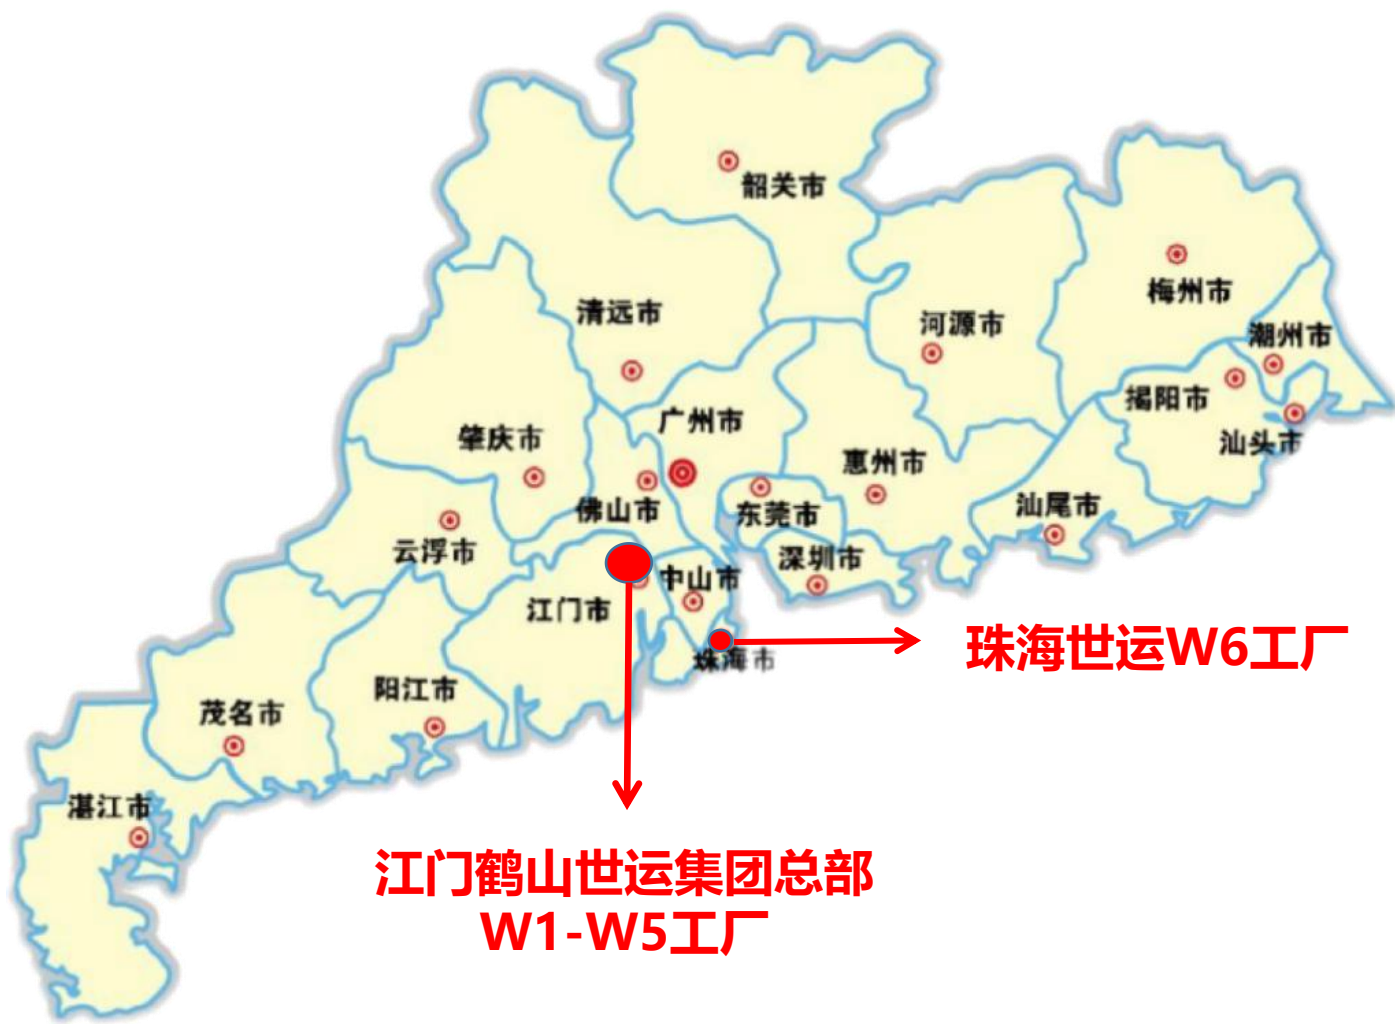 韶关市
梅州市
清远市
河源市
潮州市
揭阳市
广州市
肇庆市
汕头市
惠州市
汕尾市
佛山市
东莞市
云浮市
深圳市
中山市
江门市
珠海世运W6工厂
珠海市
阳江市
茂名市
湛江市
江门鹤山世运集团总部
W1-W5工厂